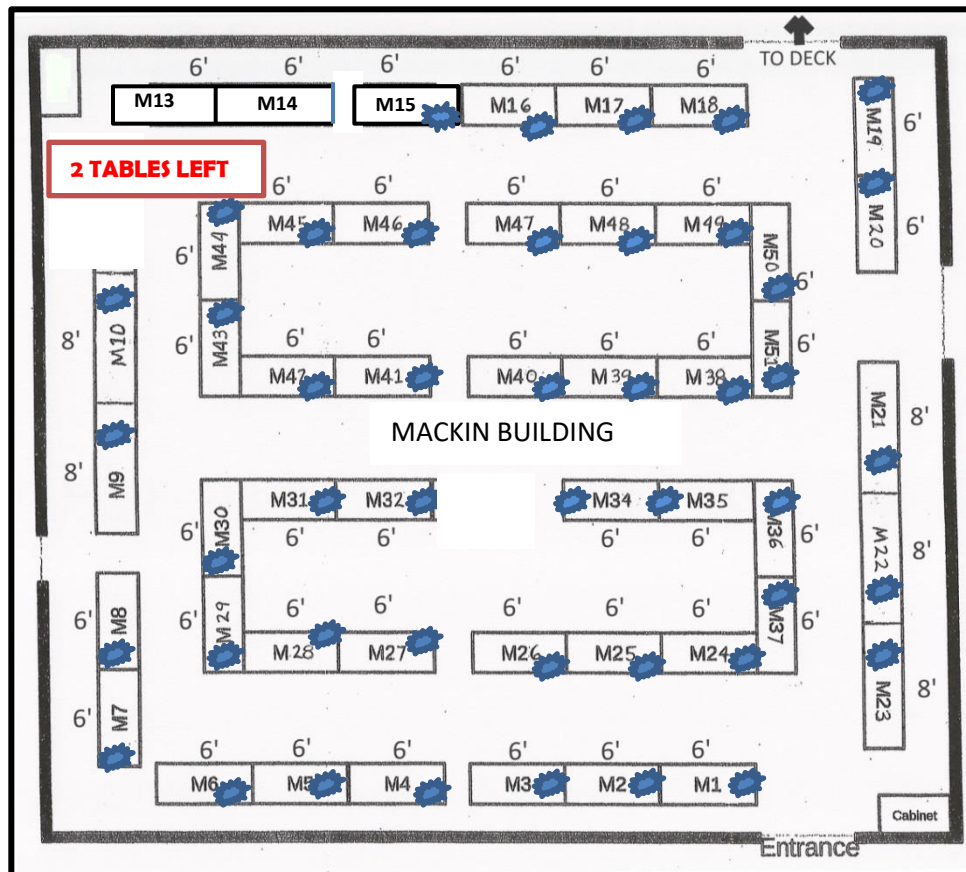 TO DECK
6' 6' 6' 6' 6' 6'
M13 M14 M15 M16 M17 M18
M19 6'
2 TABLES LEFT
6' 6' 6' 6' 6'
M44 M45 M46 M47 M48 M49
M20 6'
6' M50 6'
M10 8'
6' M43 6' 6' 6' 6' 6' M51 6'
M42 M41 M40 M39 M38
M21 8'
MACKIN BUILDING
8' M9
M30 M31 M32 M34 M35 M36
6' 6' 6' 6' 6' 6'
M22 8'
6' M8
6' M29 6' 6' 6' 6' 6' M37 6'
M28 M27 M26 M25 M24
M23 8'
6' M7
6' 6' 6' 6' 6' 6'
M6 M5 M4 M3 M2 M1
Cabinet
Entrance